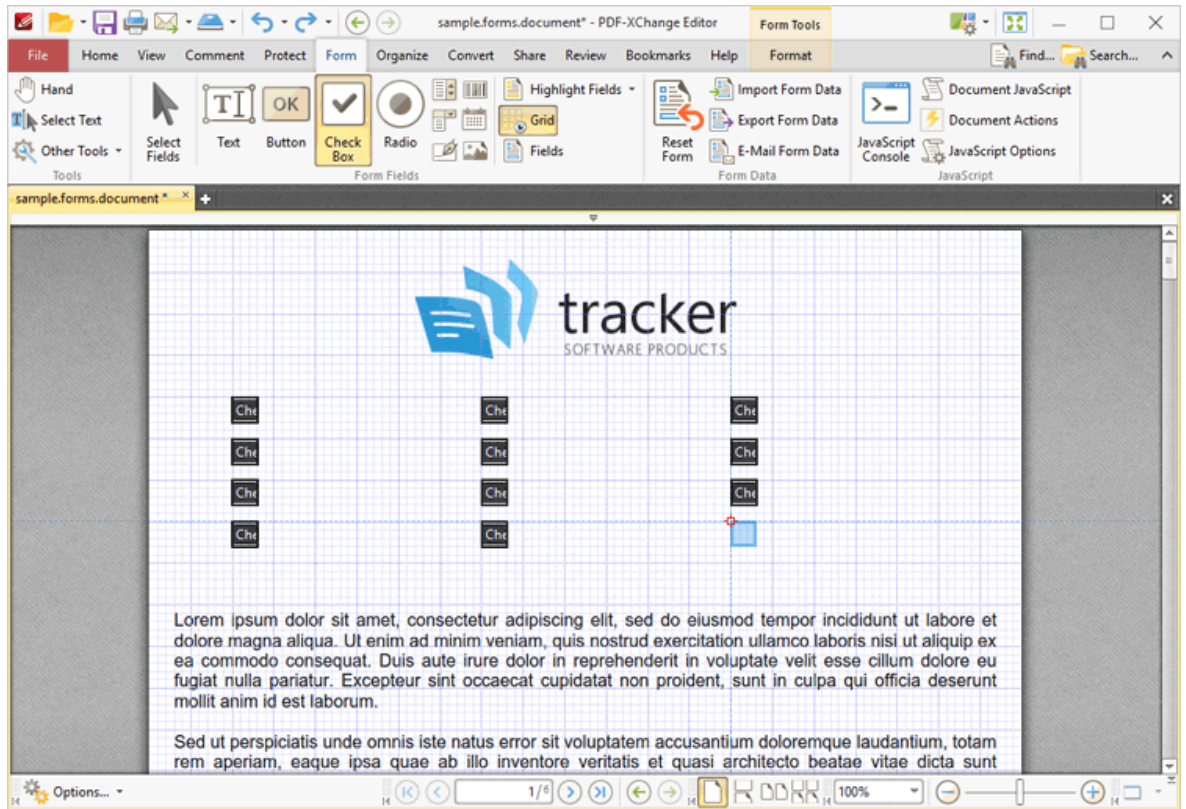 sample.forms.document* - PDF-XChange Editor
Form Tools
File Home View Comment Protect Form Organize Convert Share Review Bookmarks Help Format Find... Search...
Hand
Select Text
Other Tools
Tools
Select Fields
Text
OK
Button
Check Box
Radio
Form Fields
Highlight Fields
Grid
Fields
Reset Form
Import Form Data
Export Form Data
E-Mail Form Data
Form Data
JavaScript Console
Document JavaScript
Document Actions
JavaScript Options
JavaScript
sample.forms.document *
tracker
SOFTWARE PRODUCTS
Che Che Che
Che Che Che
Che Che Che
Che Che
Lorem ipsum dolor sit amet, consectetur adipiscing elit, sed do eiusmod tempor incididunt ut labore et
dolore magna aliqua. Ut enim ad minim veniam, quis nostrud exercitation ullamco laboris nisi ut aliquip ex
ea commodo consequat. Duis aute irure dolor in reprehenderit in voluptate velit esse cillum dolore eu
fugiat nulla pariatur. Excepteur sint occaecat cupidatat non proident, sunt in culpa qui officia deserunt
mollit anim id est laborum.
Sed ut perspiciatis unde omnis iste natus error sit voluptatem accusantium doloremque laudantium, totam
rem aperiam, eaque ipsa quae ab illo inventore veritatis et quasi architecto beatae vitae dicta sunt
Options... 1/6 100%